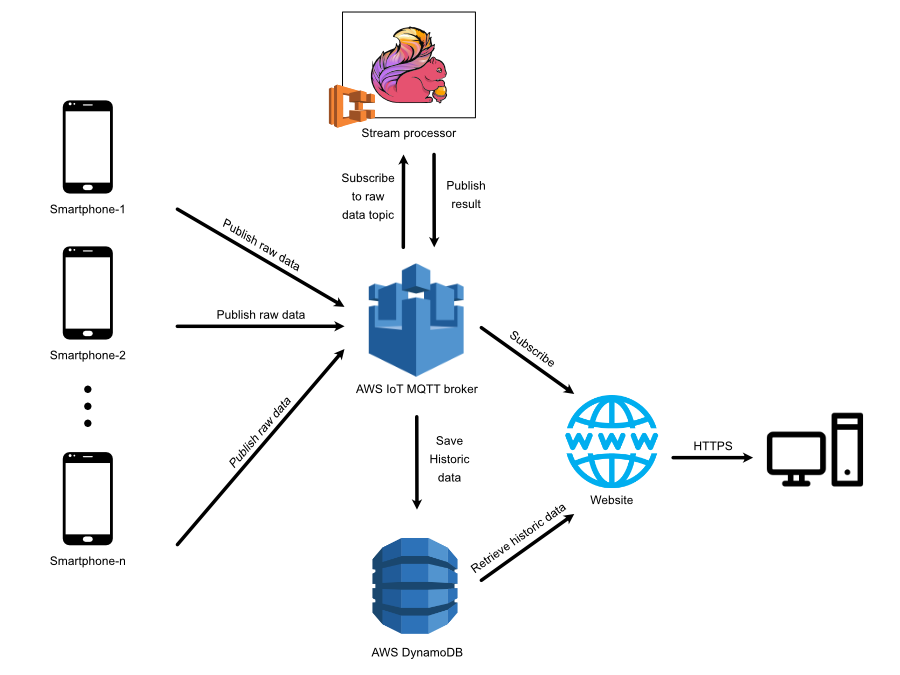 Stream processor
Subscribe
to raw
data topic
Publish
result
Smartphone-1
Publish raw data
Smartphone-2
Publish raw data
Smartphone-n
Publish raw data
AWS IoT MQTT broker
Subscribe
Save
Historic
data
WWW
Website
HTTPS
Retrieve historic data
AWS DynamoDB